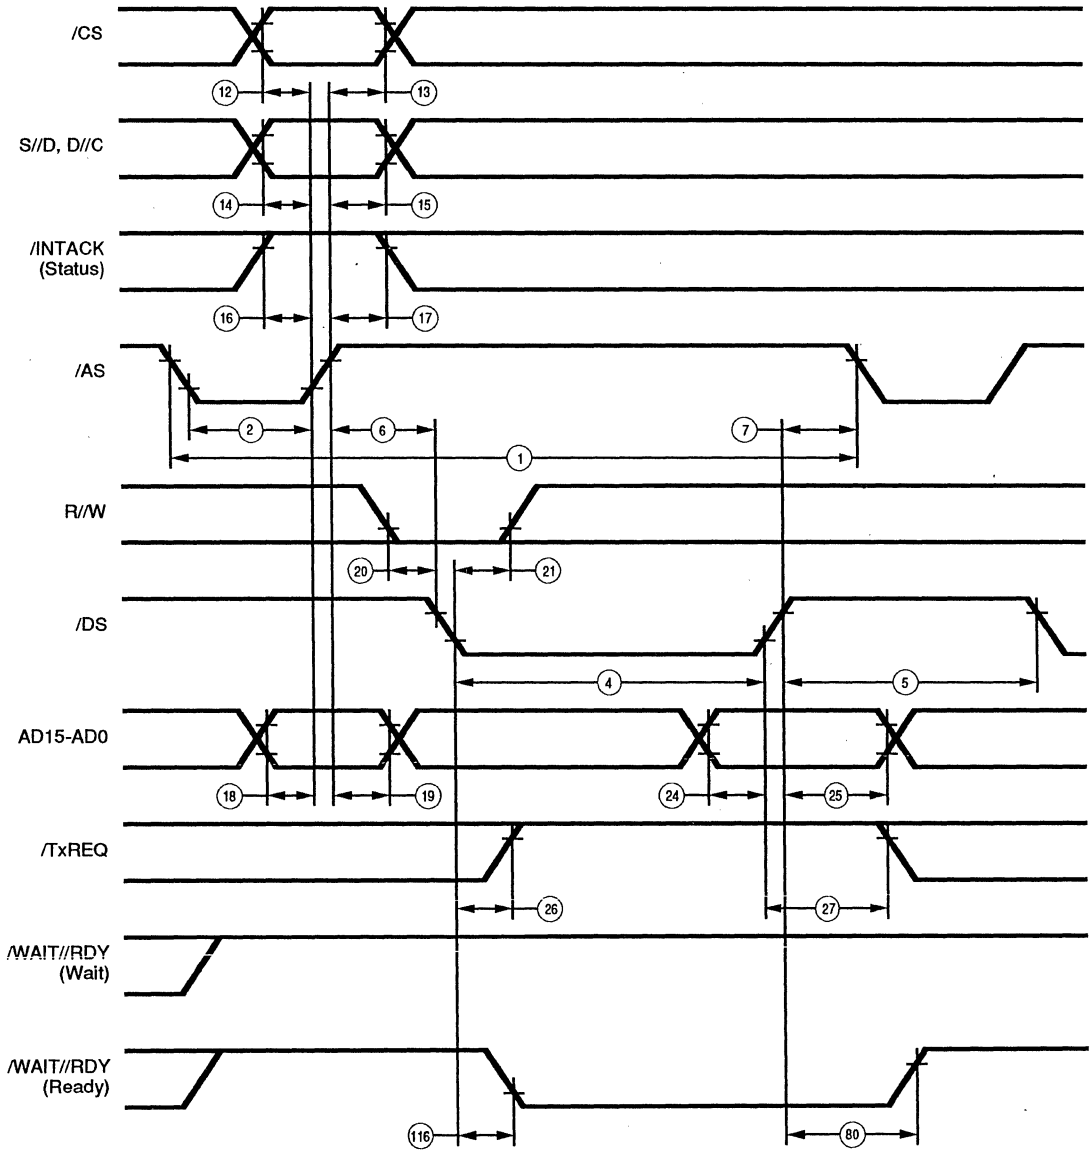 /CS
12
13
S//D, D//C
14
15
/INTACK
(Status)
16
17
/AS
2
6
7
1
R//W
20
21
/DS
4
5
AD15-AD0
18
19
24
25
/TxREQ
26
27
/WAIT//RDY
(Wait)
/WAIT//RDY
(Ready)
116
80